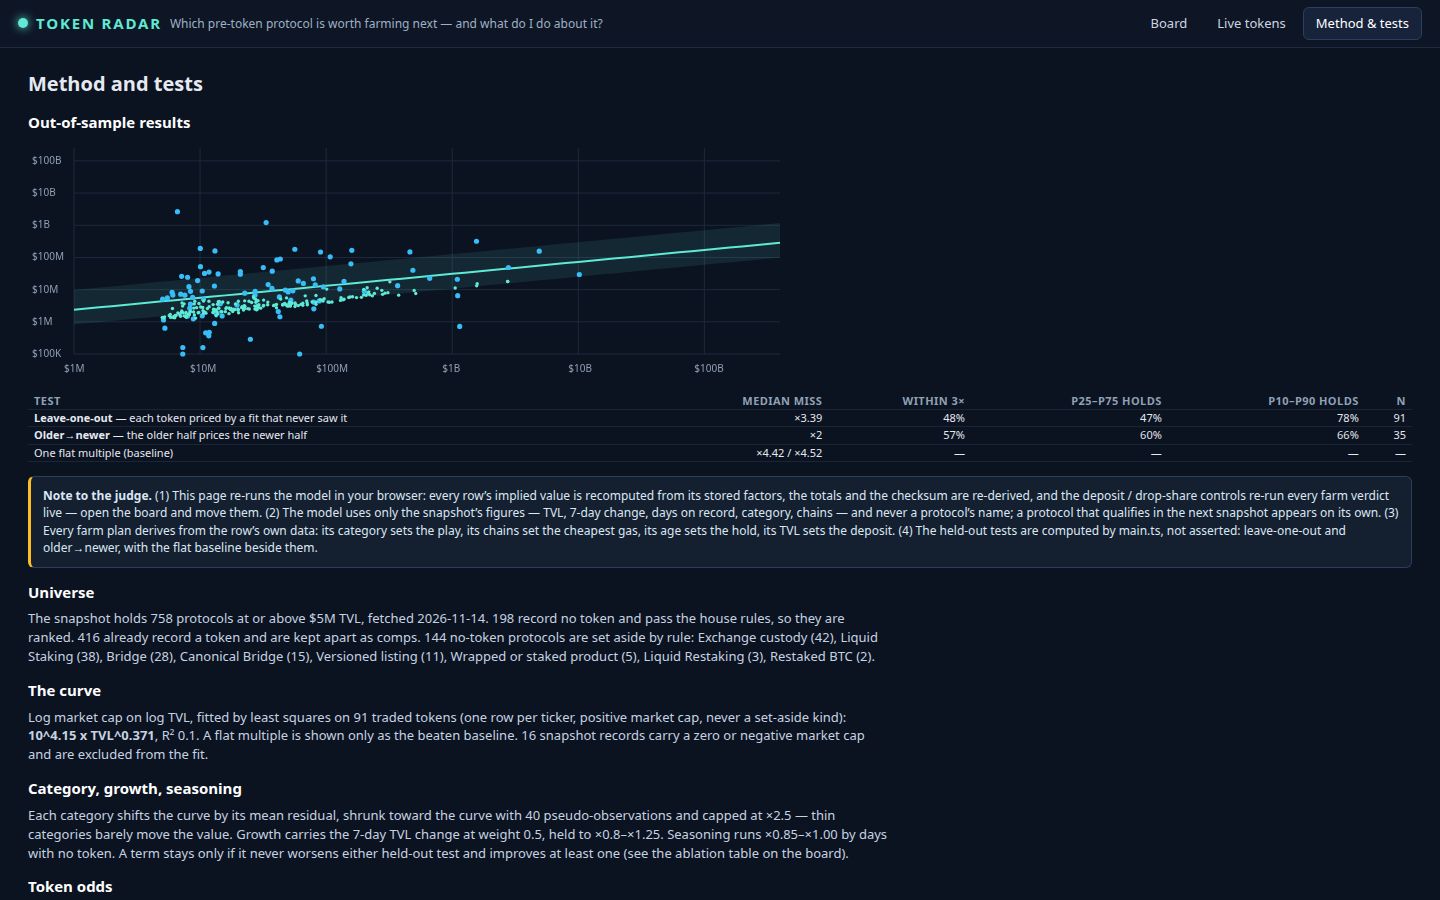 TOKEN RADAR Which pre-token protocol is worth farming next — and what do I do about it? Board Live tokens Method & tests
Method and tests
Out-of-sample results
$100B
$10B
$1B
$100M
$10M
$1M
$100K
$1M $10M $100M $1B $10B $100B
TEST MEDIAN MISS WITHIN 3× P25–P75 HOLDS P10–P90 HOLDS N
Leave-one-out — each token priced by a fit that never saw it ×3.39 48% 47% 78% 91
Older→newer — the older half prices the newer half ×2 57% 60% 66% 35
One flat multiple (baseline) ×4.42 / ×4.52 — — — —
Note to the judge. (1) This page re-runs the model in your browser: every row’s implied value is recomputed from its stored factors, the totals and the checksum are re-derived, and the deposit / drop-share controls re-run every farm verdict
live — open the board and move them. (2) The model uses only the snapshot’s figures — TVL, 7-day change, days on record, category, chains — and never a protocol’s name; a protocol that qualifies in the next snapshot appears on its own. (3)
Every farm plan derives from the row’s own data: its category sets the play, its chains set the cheapest gas, its age sets the hold, its TVL sets the deposit. (4) The held-out tests are computed by main.ts, not asserted: leave-one-out and
older→newer, with the flat baseline beside them.
Universe
The snapshot holds 758 protocols at or above $5M TVL, fetched 2026-11-14. 198 record no token and pass the house rules, so they are
ranked. 416 already record a token and are kept apart as comps. 144 no-token protocols are set aside by rule: Exchange custody (42), Liquid
Staking (38), Bridge (28), Canonical Bridge (15), Versioned listing (11), Wrapped or staked product (5), Liquid Restaking (3), Restaked BTC (2).
The curve
Log market cap on log TVL, fitted by least squares on 91 traded tokens (one row per ticker, positive market cap, never a set-aside kind):
10^4.15 x TVL^0.371, R² 0.1. A flat multiple is shown only as the beaten baseline. 16 snapshot records carry a zero or negative market cap
and are excluded from the fit.
Category, growth, seasoning
Each category shifts the curve by its mean residual, shrunk toward the curve with 40 pseudo-observations and capped at ×2.5 — thin
categories barely move the value. Growth carries the 7-day TVL change at weight 0.5, held to ×0.8–×1.25. Seasoning runs ×0.85–×1.00 by days
with no token. A term stays only if it never worsens either held-out test and improves at least one (see the ablation table on the board).
Token odds